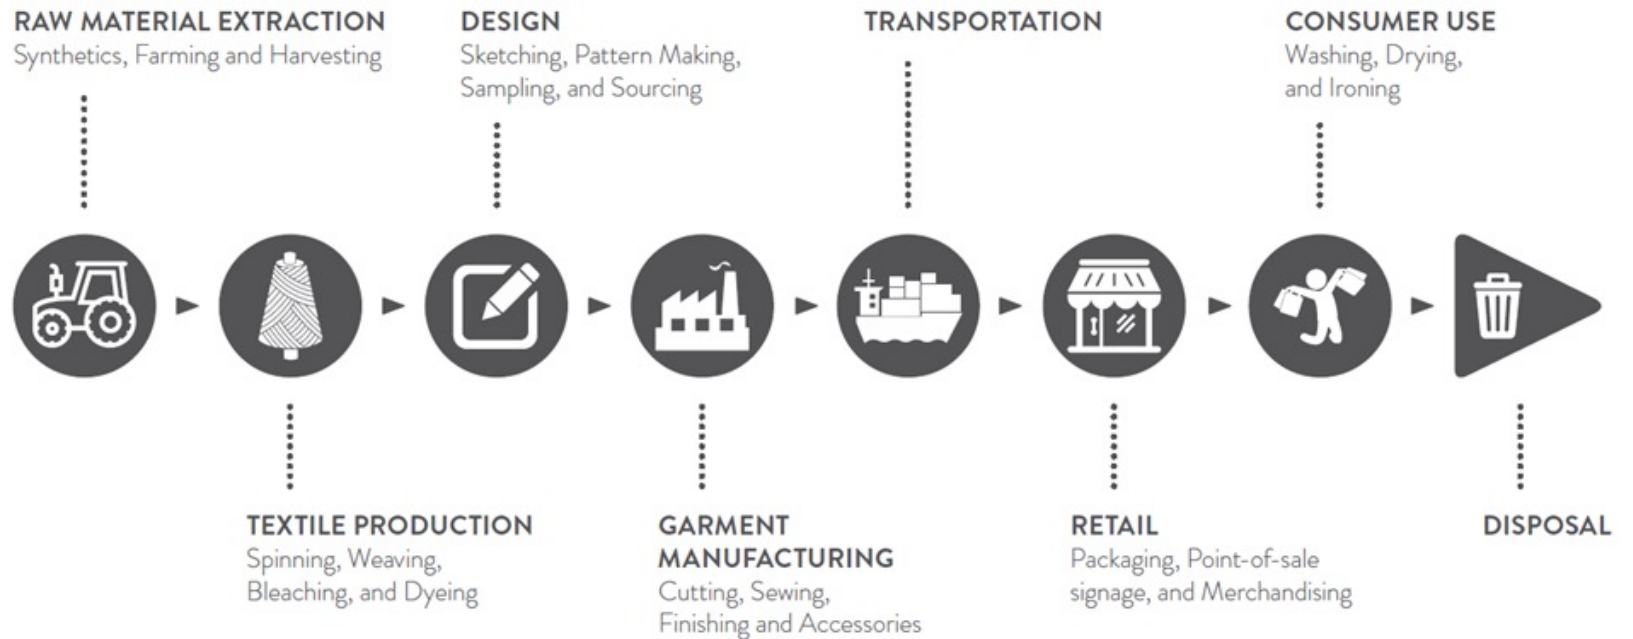 RAW MATERIAL EXTRACTION
Synthetics, Farming and Harvesting
DESIGN
Sketching, Pattern Making,
Sampling, and Sourcing
TRANSPORTATION
CONSUMER USE
Washing, Drying,
and Ironing
TEXTILE PRODUCTION
Spinning, Weaving,
Bleaching, and Dyeing
GARMENT
MANUFACTURING
Cutting, Sewing,
Finishing and Accessories
RETAIL
Packaging, Point-of-sale
signage, and Merchandising
DISPOSAL